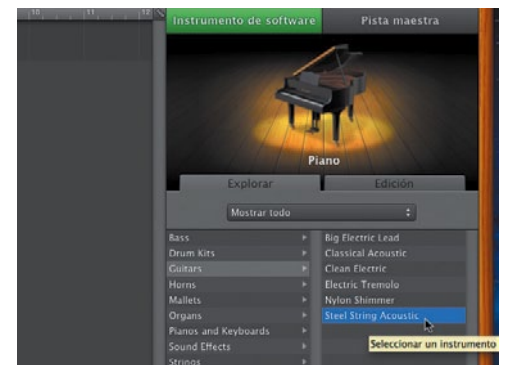 10 11 12
Instrumento de software Pista maestra
Piano
Explorar Edición
Mostrar todo
Bass Big Electric Lead
Drum Kits Classical Acoustic
Guitars Clean Electric
Horns Electric Tremolo
Mallets Nylon Shimmer
Organs Steel String Acoustic
Pianos and Keyboards
Sound Effects Seleccionar un instrumento
Strings